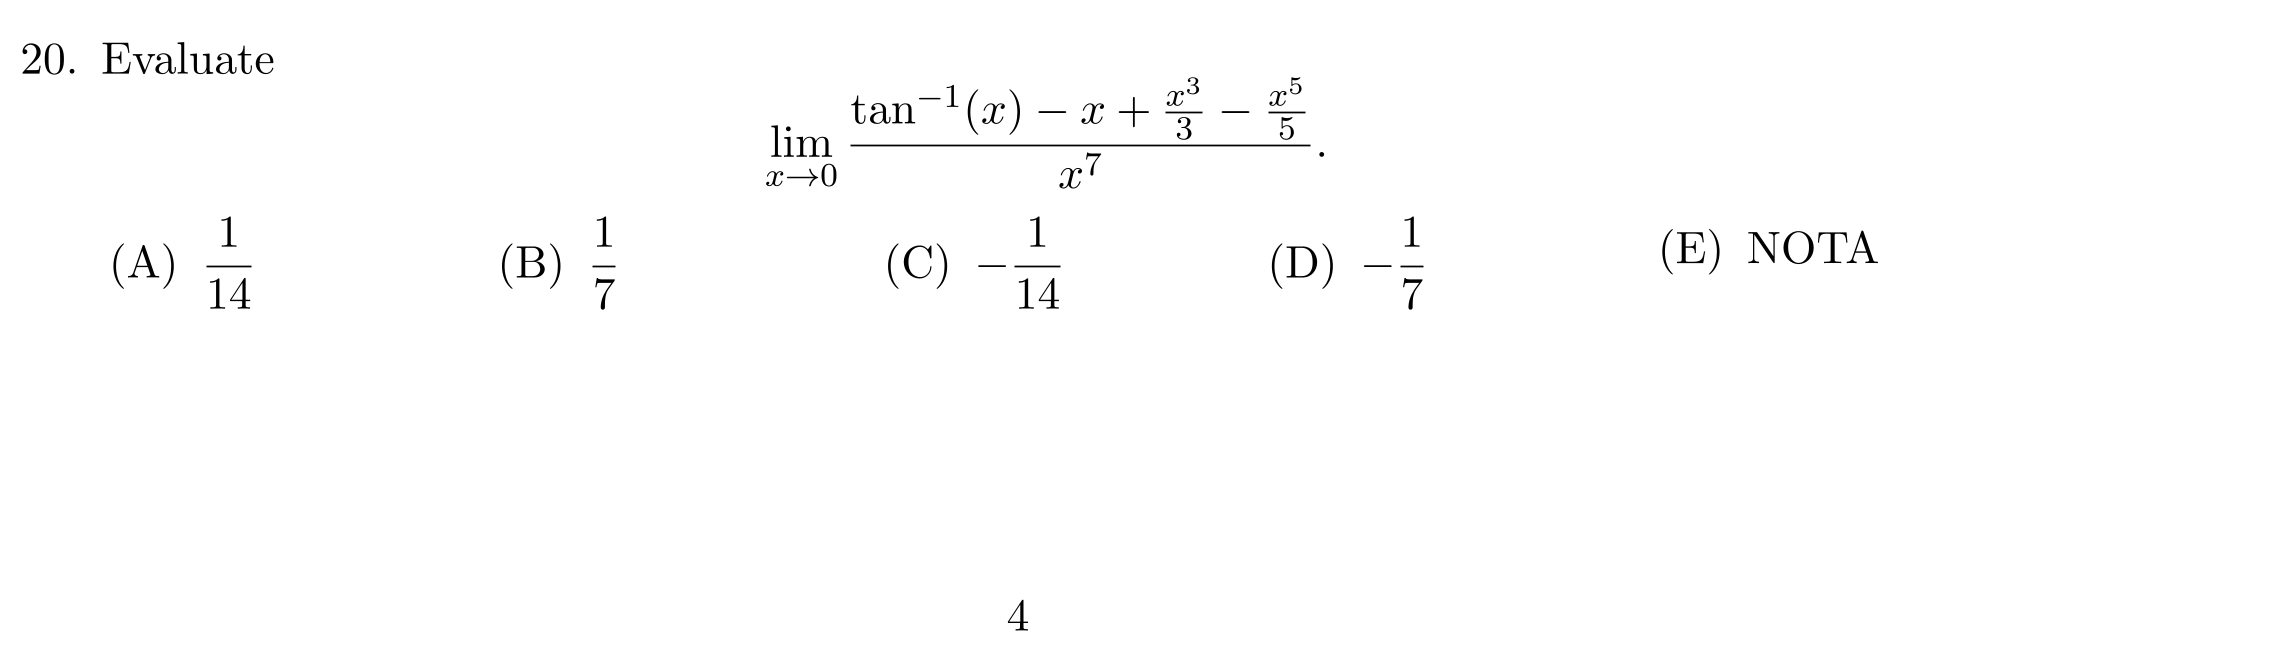 20. Evaluate
\lim_{x \to 0} \frac{\tan^{-1}(x) - x + \frac{x^3}{3} - \frac{x^5}{5}}{x^7}.
(A) \frac{1}{14} (B) \frac{1}{7} (C) -\frac{1}{14} (D) -\frac{1}{7} (E) NOTA
4